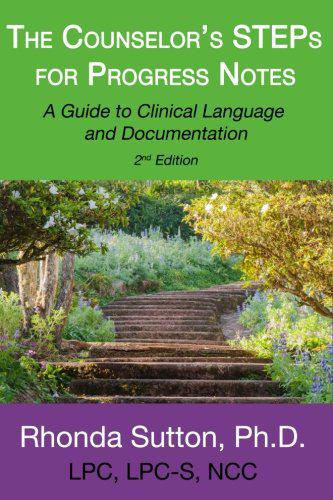 The Counselor's STEPs
for Progress Notes
A Guide to Clinical Language
and Documentation
2nd Edition
Rhonda Sutton, Ph.D.
LPC, LPC-S, NCC